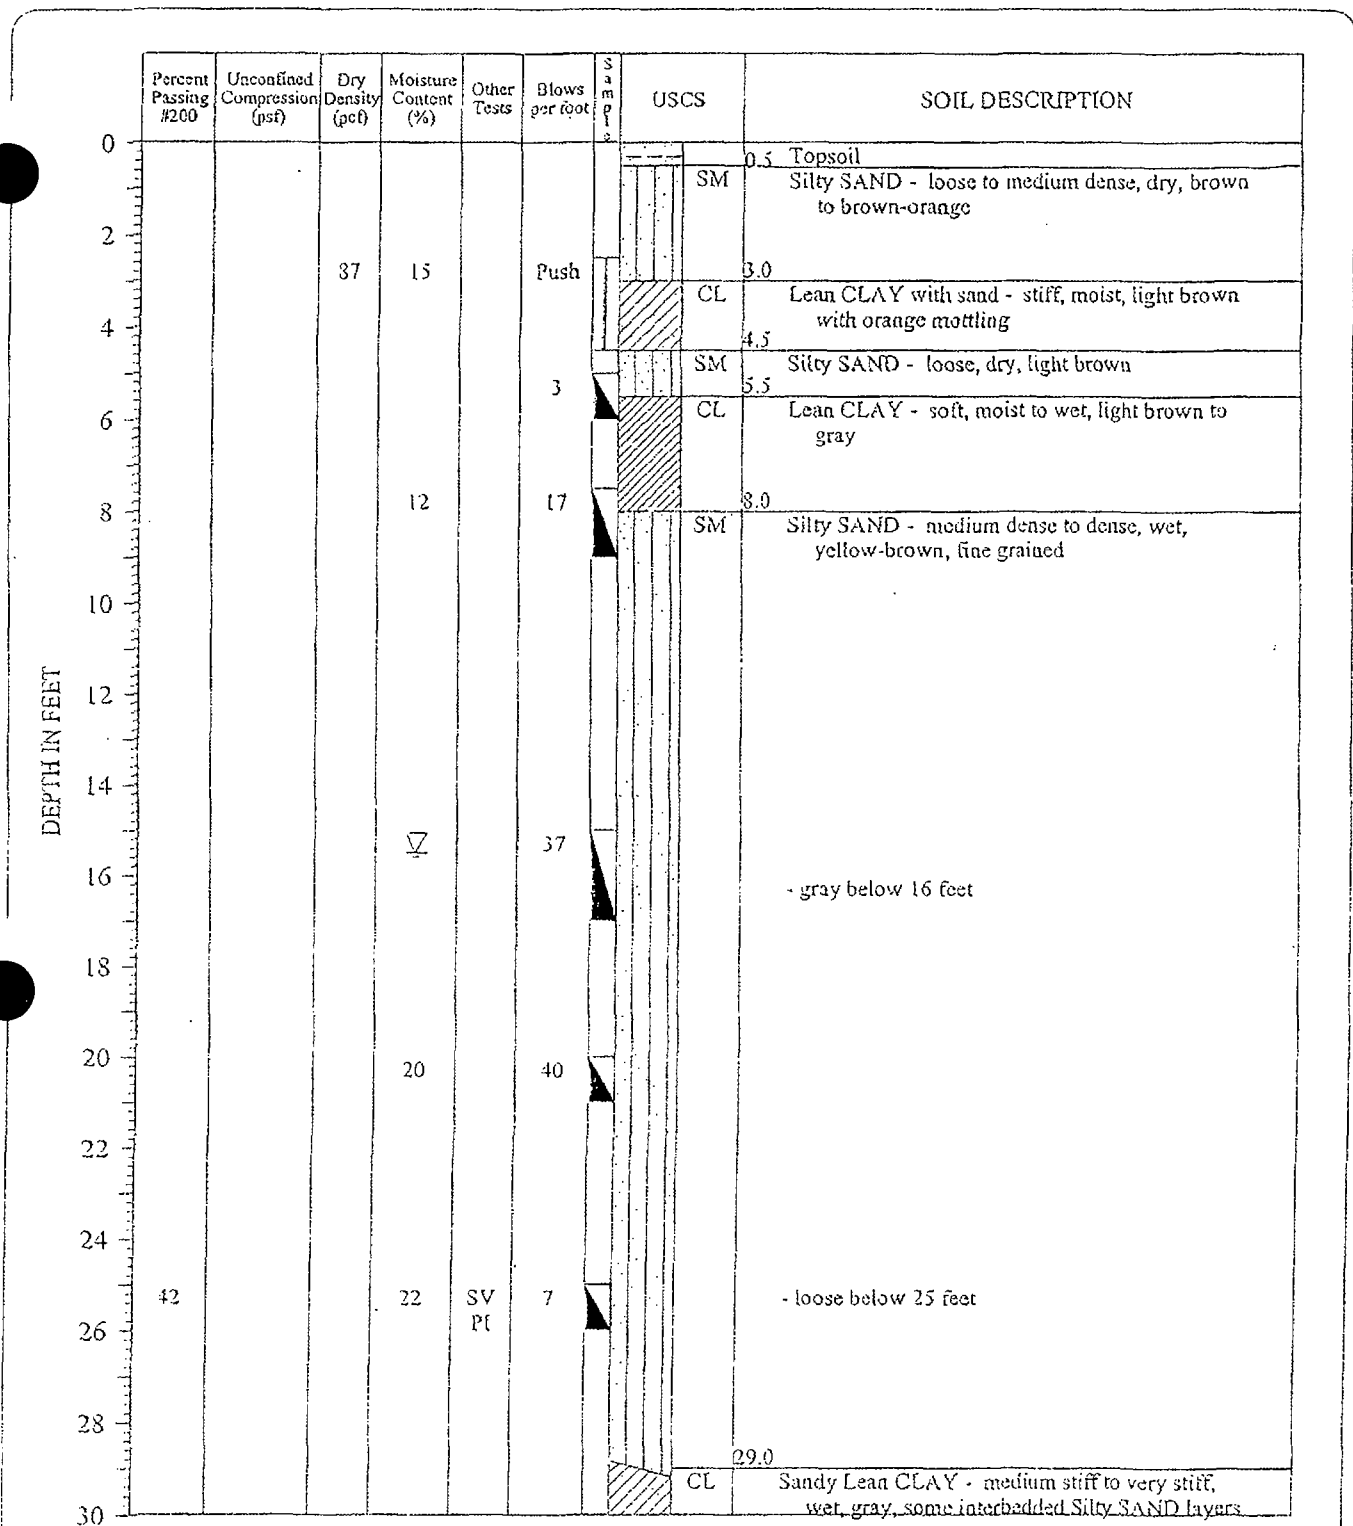 Percent Passing #200
Unconfined Compression (psf)
Dry Density (pcf)
Moisture Content (%)
Other Tests
Blows per foot
Sample
USCS
SOIL DESCRIPTION
DEPTH IN FEET
0
0.5 Topsoil
SM Silty SAND - loose to medium dense, dry, brown
to brown-orange
2
87 15 Push
3.0
CL Lean CLAY with sand - stiff, moist, light brown
with orange mottling
4
4.5
SM Silty SAND - loose, dry, light brown
3
5.5
CL Lean CLAY - soft, moist to wet, light brown to
gray
6
12 17
8.0
8
SM Silty SAND - medium dense to dense, wet,
yellow-brown, fine grained
10
12
14
37
16
- gray below 16 feet
18
20
20 40
22
24
42 22 SV 7 - loose below 25 feet
PI
26
28
29.0
CL Sandy Lean CLAY - medium stiff to very stiff,
wet, gray, some interbedded Silty SAND layers
30